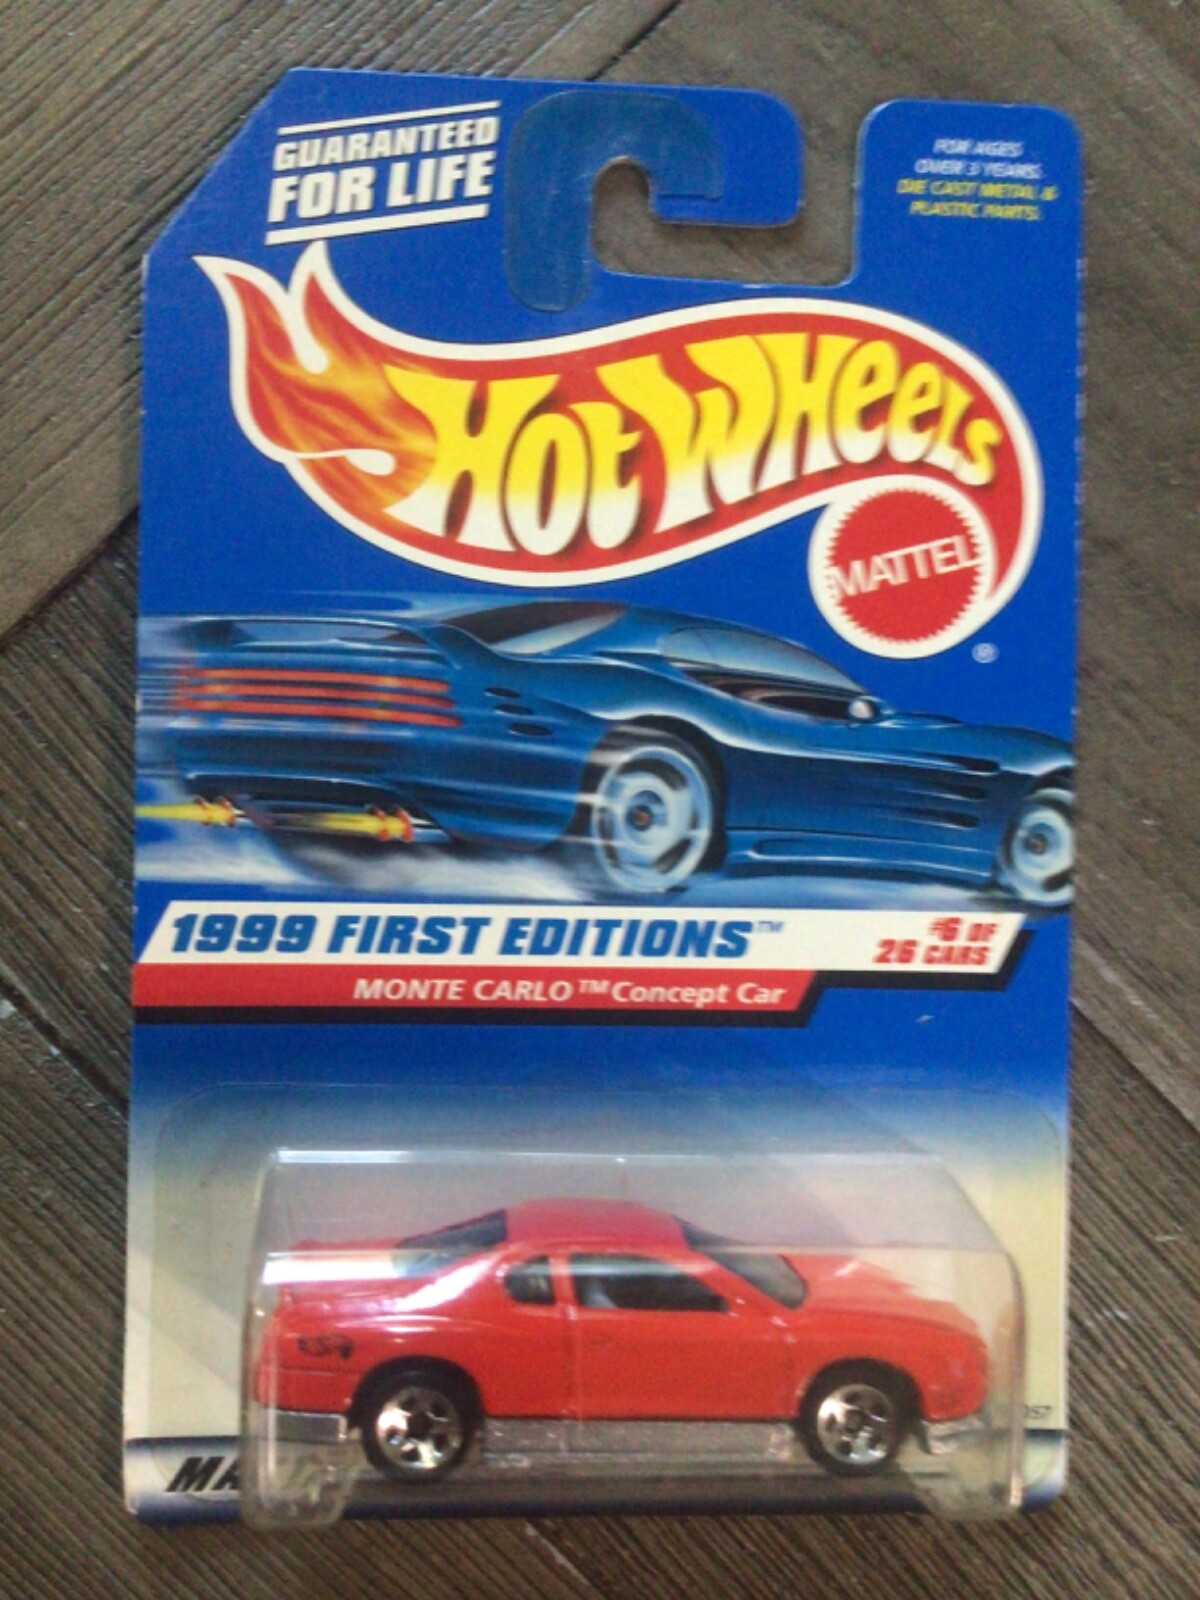 GUARANTEED
FOR LIFE
FOR AGES
OVER 3 YEARS.
DIE CAST METAL &
PLASTIC PARTS.
HOT WHEELS
MATTEL
®
1999 FIRST EDITIONS™
#6 OF
26 CARS
MONTE CARLO™ Concept Car
057